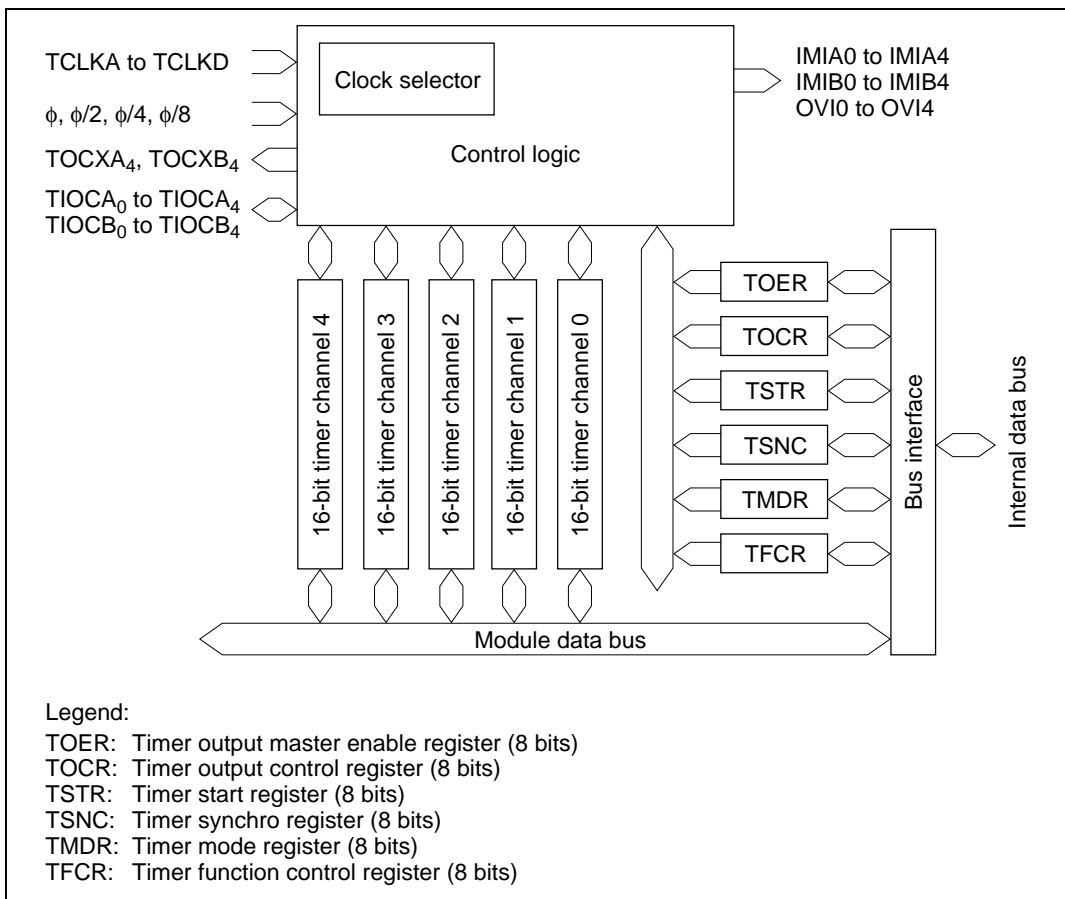 TCLKA to TCLKD
ϕ, ϕ/2, ϕ/4, ϕ/8
TOCXA4, TOCXB4
TIOCA0 to TIOCA4
TIOCB0 to TIOCB4
Clock selector
Control logic
IMIA0 to IMIA4
IMIB0 to IMIB4
OVI0 to OVI4
16-bit timer channel 4
16-bit timer channel 3
16-bit timer channel 2
16-bit timer channel 1
16-bit timer channel 0
TOER
TOCR
TSTR
TSNC
TMDR
TFCR
Bus interface
Internal data bus
Module data bus
Legend:
TOER: Timer output master enable register (8 bits)
TOCR: Timer output control register (8 bits)
TSTR: Timer start register (8 bits)
TSNC: Timer synchro register (8 bits)
TMDR: Timer mode register (8 bits)
TFCR: Timer function control register (8 bits)